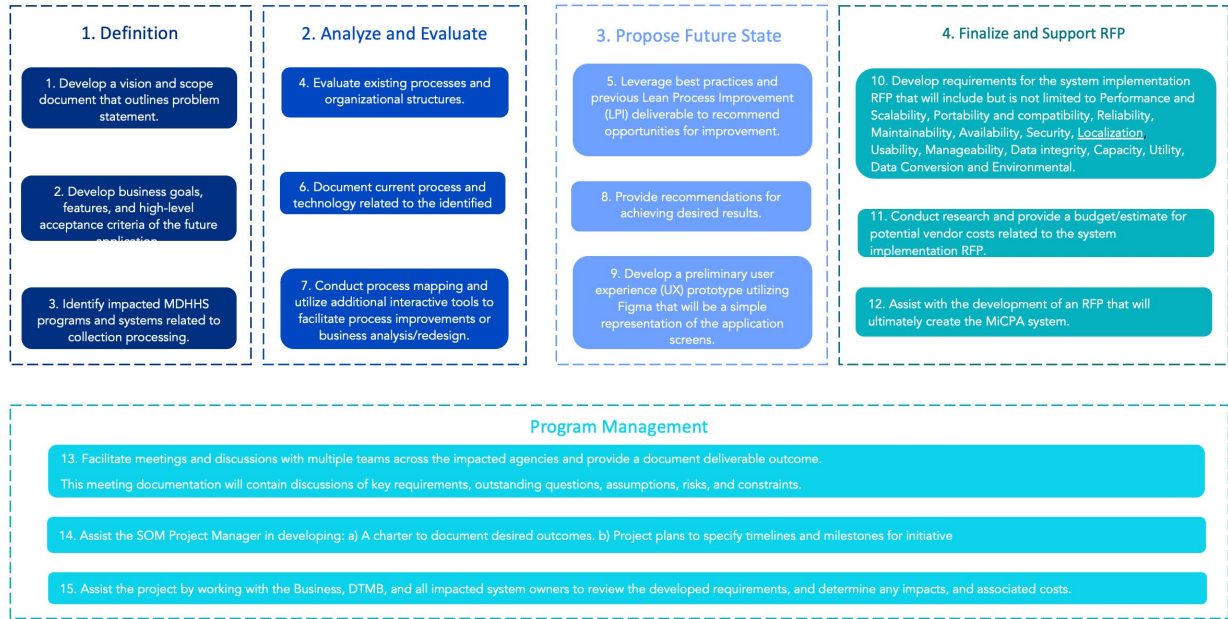 1. Definition
1. Develop a vision and scope
document that outlines problem
statement.
2. Develop business goals,
features, and high-level
acceptance criteria of the future
application
3. Identify impacted MDHHS
programs and systems related to
collection processing.
2. Analyze and Evaluate
4. Evaluate existing processes and
organizational structures.
6. Document current process and
technology related to the identified
7. Conduct process mapping and
utilize additional interactive tools to
facilitate process improvements or
business analysis/redesign.
3. Propose Future State
5. Leverage best practices and
previous Lean Process Improvement
(LPI) deliverable to recommend
opportunities for improvement.
8. Provide recommendations for
achieving desired results.
9. Develop a preliminary user
experience (UX) prototype utilizing
Figma that will be a simple
representation of the application
screens.
4. Finalize and Support RFP
10. Develop requirements for the system implementation
RFP that will include but is not limited to Performance and
Scalability, Portability and compatibility, Reliability,
Maintainability, Availability, Security, Localization,
Usability, Manageability, Data integrity, Capacity, Utility,
Data Conversion and Environmental.
11. Conduct research and provide a budget/estimate for
potential vendor costs related to the system
implementation RFP.
12. Assist with the development of an RFP that will
ultimately create the MiCPA system.
Program Management
13. Facilitate meetings and discussions with multiple teams across the impacted agencies and provide a document deliverable outcome.
This meeting documentation will contain discussions of key requirements, outstanding questions, assumptions, risks, and constraints.
14. Assist the SOM Project Manager in developing: a) A charter to document desired outcomes. b) Project plans to specify timelines and milestones for initiative
15. Assist the project by working with the Business, DTMB, and all impacted system owners to review the developed requirements, and determine any impacts, and associated costs.